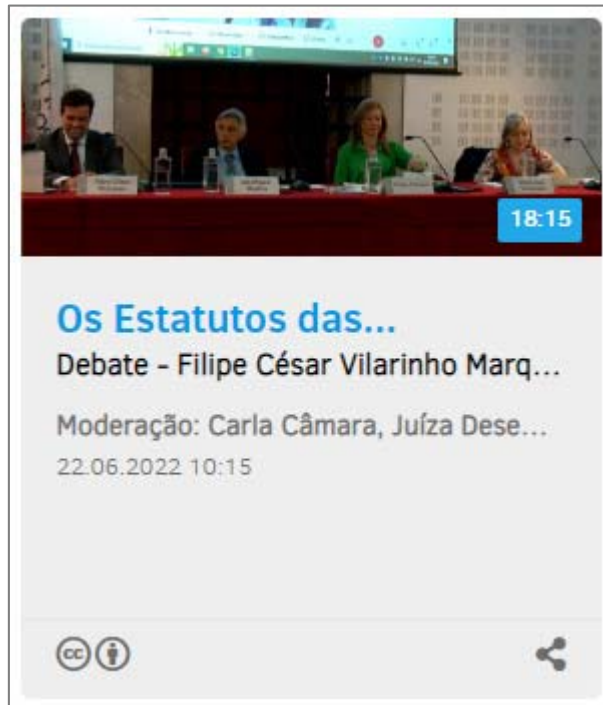 18:15
Os Estatutos das...
Debate - Filipe César Vilarinho Marq...
Moderação: Carla Câmara, Juíza Dese...
22.06.2022 10:15
cc